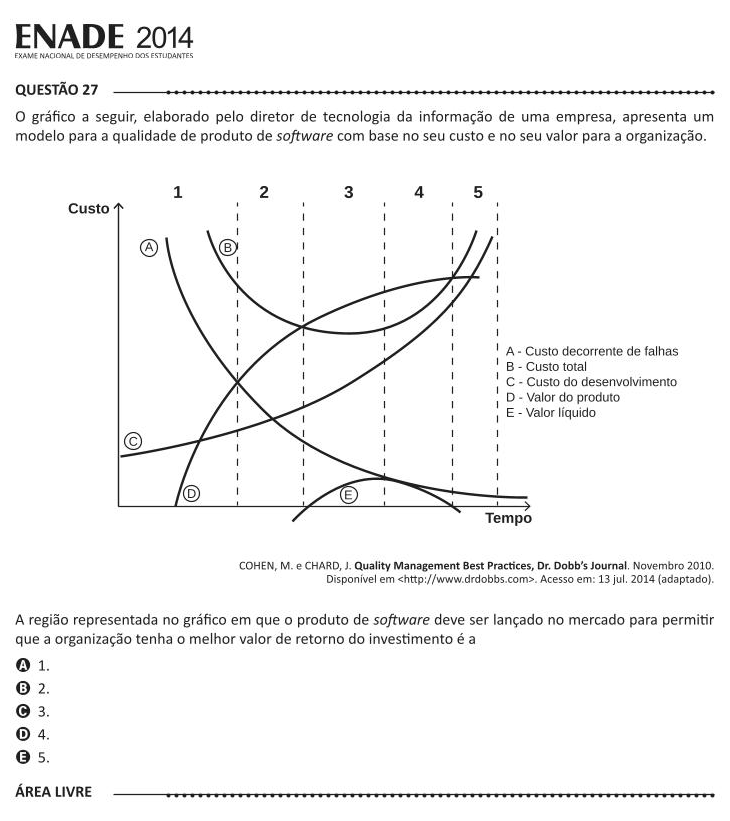 ENADE 2014
EXAME NACIONAL DE DESEMPENHO DOS ESTUDANTES
QUESTÃO 27
O gráfico a seguir, elaborado pelo diretor de tecnologia da informação de uma empresa, apresenta um
modelo para a qualidade de produto de software com base no seu custo e no seu valor para a organização.
1 2 3 4 5
Custo
A B
A - Custo decorrente de falhas
B - Custo total
C - Custo do desenvolvimento
D - Valor do produto
E - Valor líquido
C
D E
Tempo
COHEN, M. e CHARD, J. Quality Management Best Practices, Dr. Dobb's Journal. Novembro 2010.
Disponível em <http://www.drdobbs.com>. Acesso em: 13 jul. 2014 (adaptado).
A região representada no gráfico em que o produto de software deve ser lançado no mercado para permitir
que a organização tenha o melhor valor de retorno do investimento é a
A 1.
B 2.
C 3.
D 4.
E 5.
ÁREA LIVRE